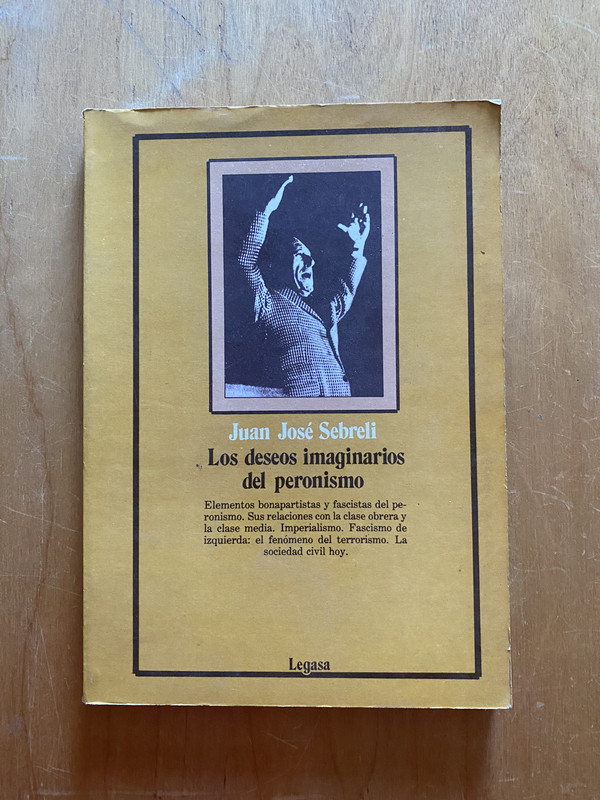 Juan José Sebreli
Los deseos imaginarios
del peronismo
Elementos bonapartistas y fascistas del pe-
ronismo. Sus relaciones con la clase obrera y
la clase media. Imperialismo. Fascismo de
izquierda: el fenómeno del terrorismo. La
sociedad civil hoy.
Legasa